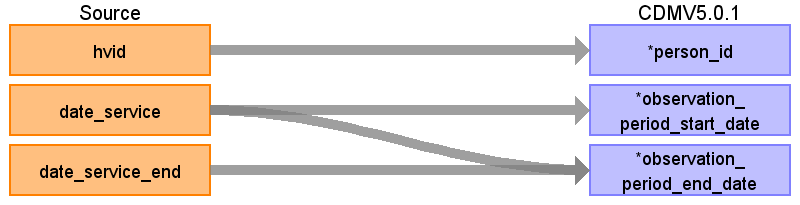 Source
CDMV5.0.1
hvid
*person_id
date_service
*observation_
period_start_date
date_service_end
*observation_
period_end_date